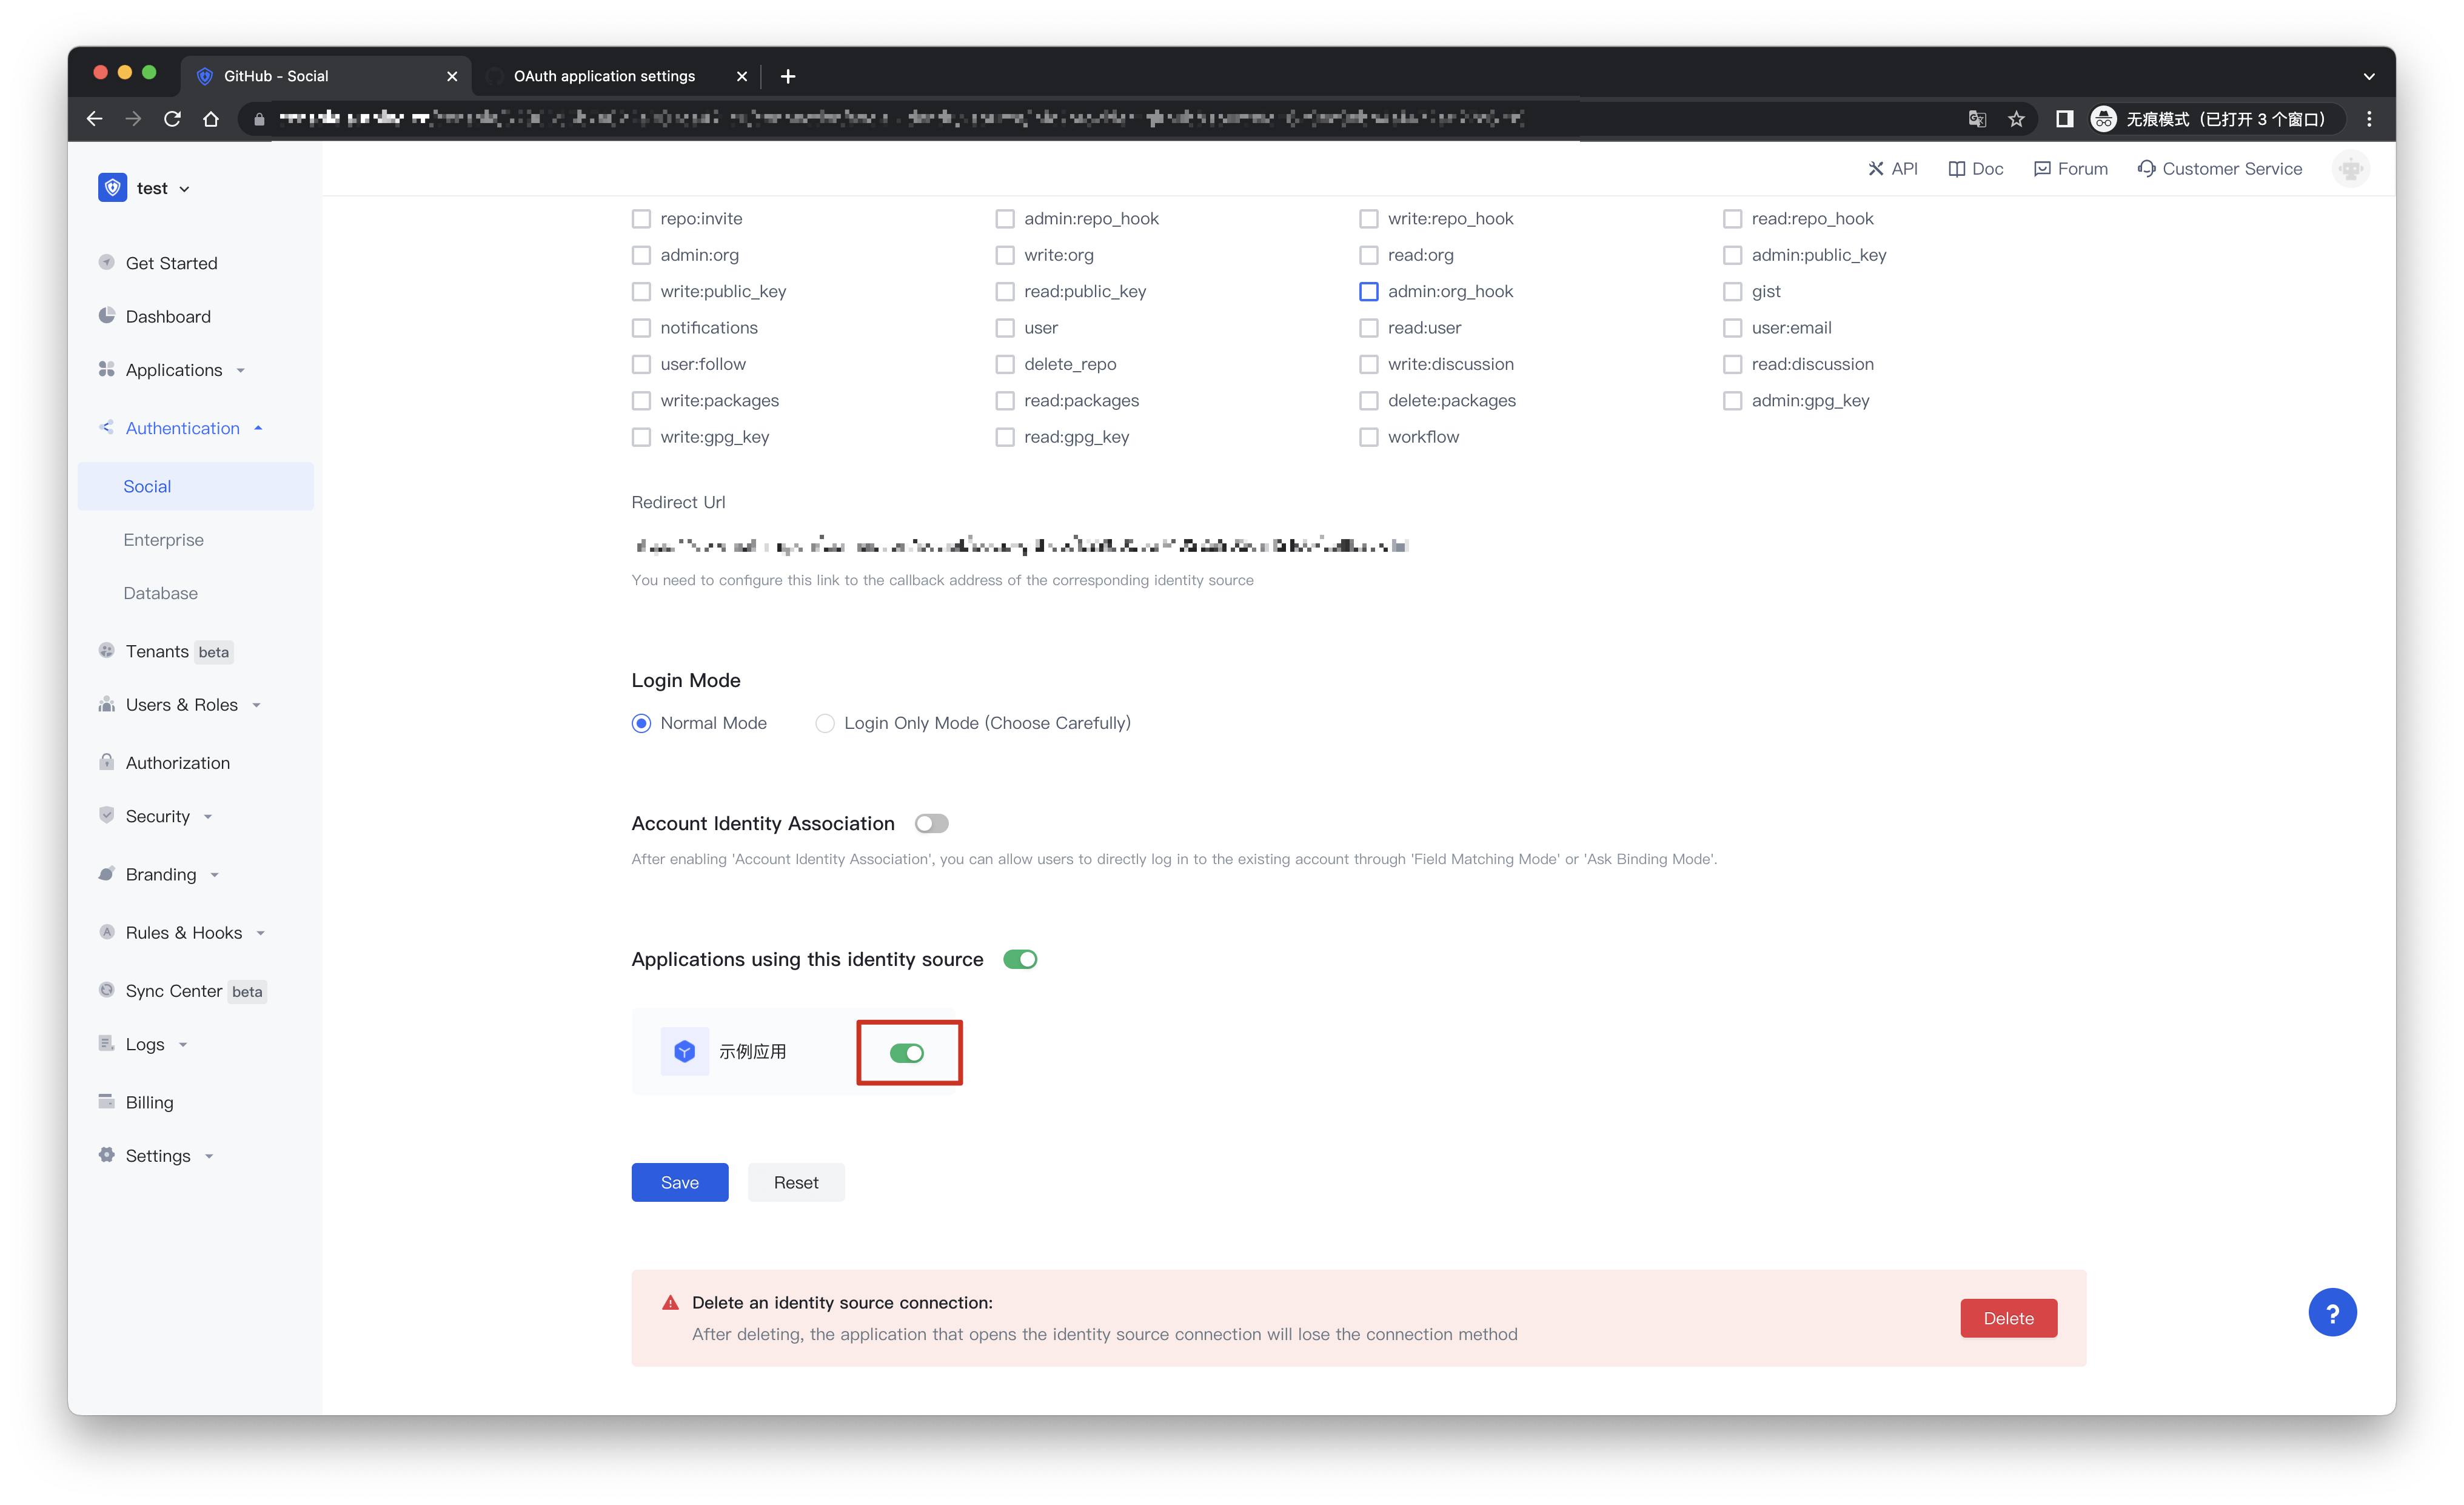 GitHub - Social
OAuth application settings
无痕模式（已打开 3 个窗口）
test
API
Doc
Forum
Customer Service
Get Started
Dashboard
Applications
Authentication
Social
Enterprise
Database
Tenants beta
Users & Roles
Authorization
Security
Branding
Rules & Hooks
Sync Center beta
Logs
Billing
Settings
repo:invite admin:repo_hook write:repo_hook read:repo_hook
admin:org write:org read:org admin:public_key
write:public_key read:public_key admin:org_hook gist
notifications user read:user user:email
user:follow delete_repo write:discussion read:discussion
write:packages read:packages delete:packages admin:gpg_key
write:gpg_key read:gpg_key workflow
Redirect Url
You need to configure this link to the callback address of the corresponding identity source
Login Mode
Normal Mode Login Only Mode (Choose Carefully)
Account Identity Association
After enabling 'Account Identity Association', you can allow users to directly log in to the existing account through 'Field Matching Mode' or 'Ask Binding Mode'.
Applications using this identity source
示例应用
Save Reset
Delete an identity source connection:
After deleting, the application that opens the identity source connection will lose the connection method
Delete
?